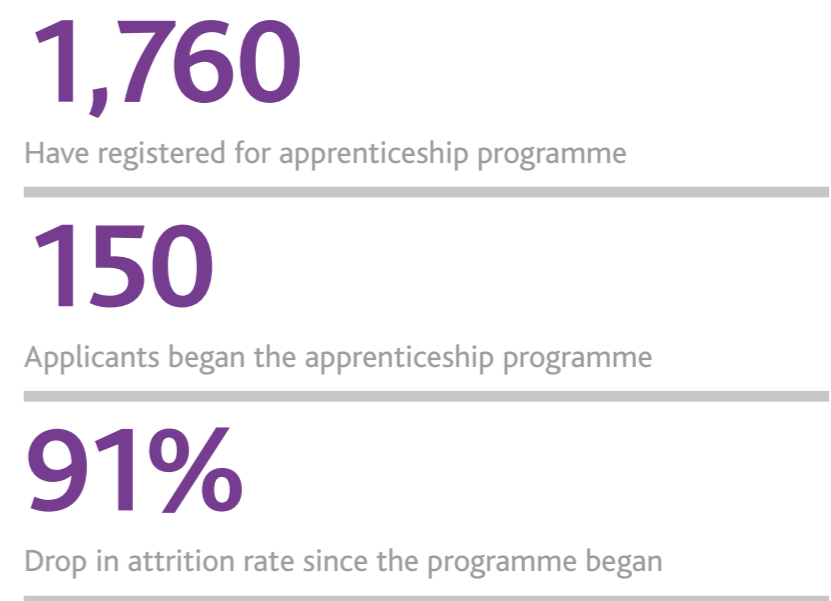 1,760
Have registered for apprenticeship programme
150
Applicants began the apprenticeship programme
91%
Drop in attrition rate since the programme began